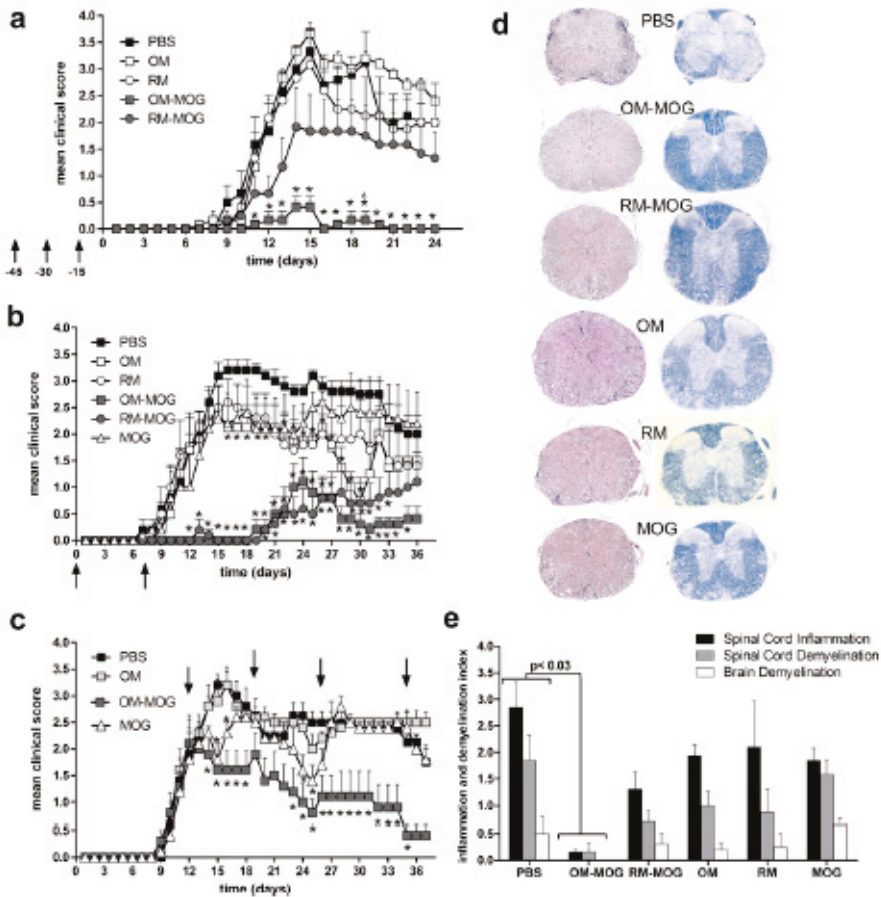 a
mean clinical score
4.0
3.5
3.0
2.5
2.0
1.5
1.0
0.5
0.0
PBS
OM
RM
OM-MOG
RM-MOG
* * * * * * * * * * * * * *
0 3 6 9 12 15 18 21 24
time (days)
-45 -30 -15
b
mean clinical score
4.0
3.5
3.0
2.5
2.0
1.5
1.0
0.5
0.0
PBS
OM
RM
OM-MOG
RM-MOG
MOG
0 3 6 9 12 15 18 21 24 27 30 33 36
time (days)
c
mean clinical score
4.0
3.5
3.0
2.5
2.0
1.5
1.0
0.5
0.0
PBS
OM
OM-MOG
MOG
0 3 6 9 12 15 18 21 24 27 30 33 36
time (days)
d
PBS
OM-MOG
RM-MOG
OM
RM
MOG
e
inflammation and demyelination index
4.0
3.5
3.0
2.5
2.0
1.5
1.0
0.5
0.0
Spinal Cord Inflammation
Spinal Cord Demyelination
Brain Demyelination
p< 0.03
PBS OM-MOG RM-MOG OM RM MOG